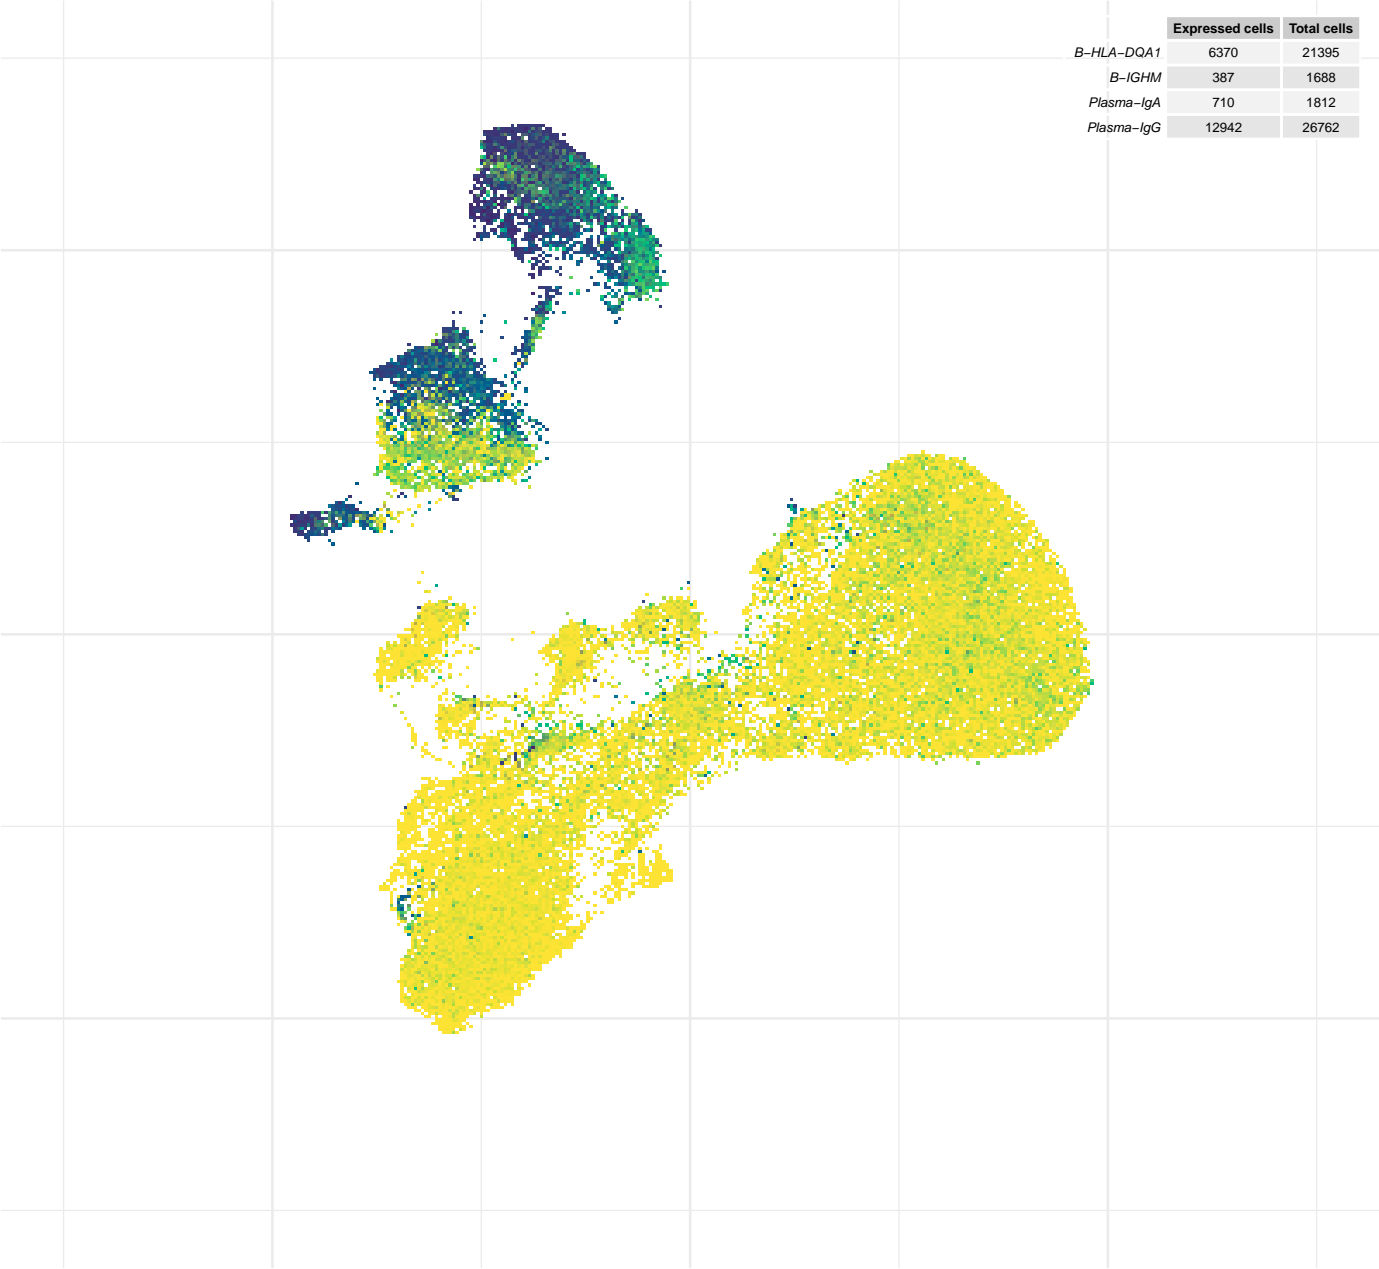 Expressed cells Total cells
B−HLA−DQA1 6370 21395
B−IGHM 387 1688
Plasma−IgA 710 1812
Plasma−IgG 12942 26762